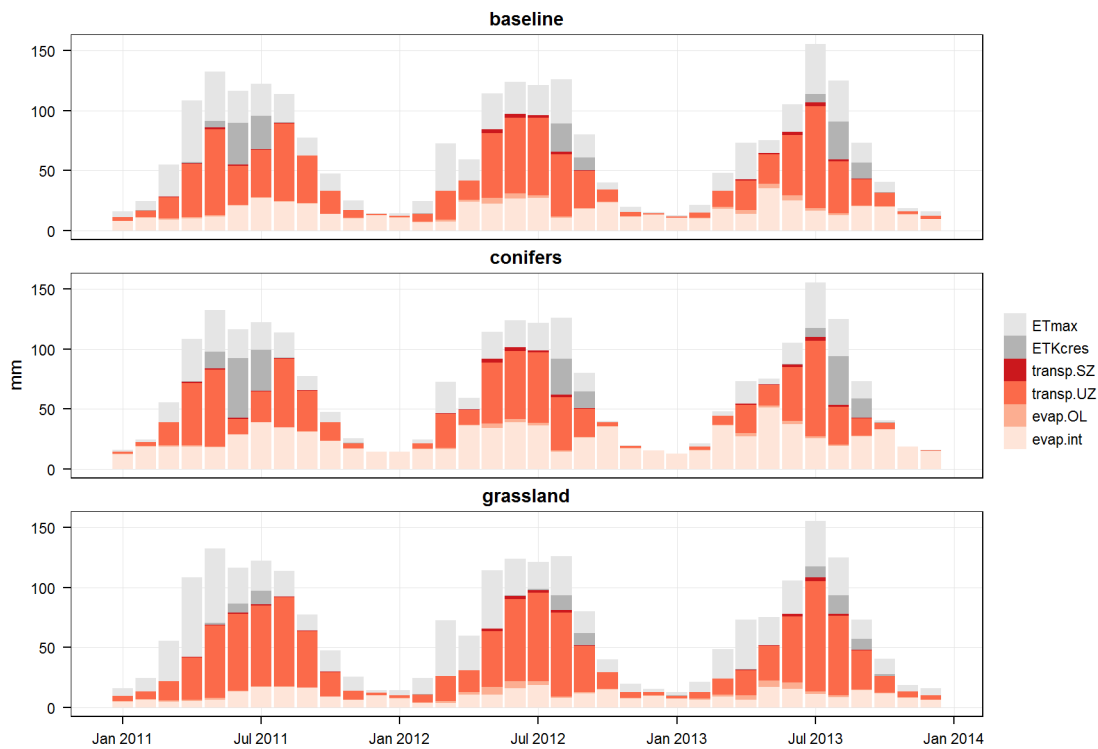 baseline
150
100
50
0
conifers
150
100
50
0
mm
grassland
150
100
50
0
Jan 2011
Jul 2011
Jan 2012
Jul 2012
Jan 2013
Jul 2013
Jan 2014
ETmax
ETKcres
transp.SZ
transp.UZ
evap.OL
evap.int